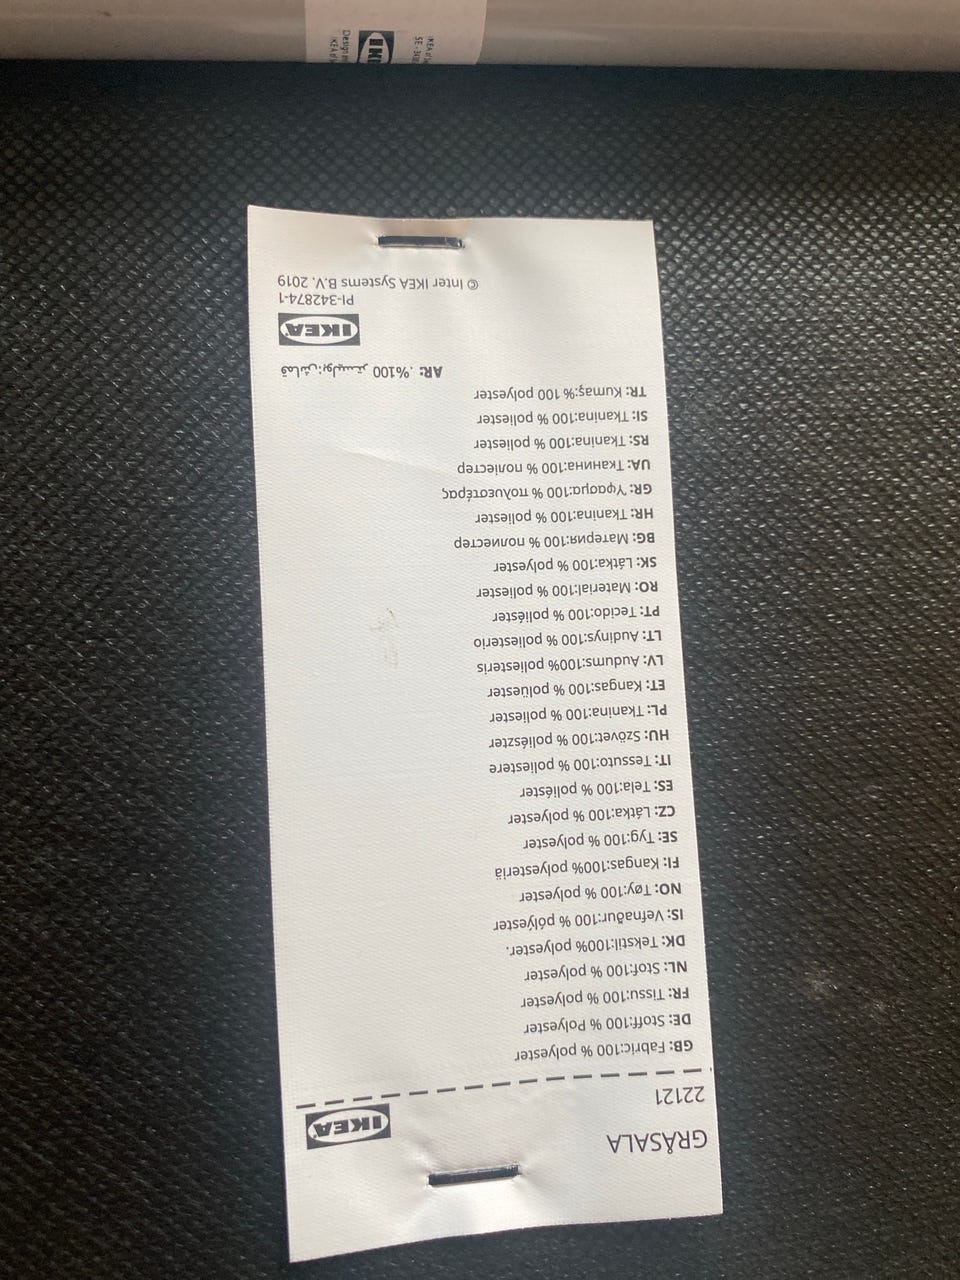 GRÅSALA
22121
IKEA
GB: Fabric:100 % polyester
DE: Stoff:100 % Polyester
FR: Tissu:100 % polyester
NL: Stof:100 % polyester
DK: Tekstil:100% polyester.
IS: Vefnaður:100 % pólýester
NO: Tøy:100 % polyester
FI: Kangas:100% polyesteriä
SE: Tyg:100 % polyester
CZ: Látka:100 % polyester
ES: Tela:100 % poliéster
IT: Tessuto:100 % poliestere
HU: Szövet:100 % poliészter
PL: Tkanina:100 % poliester
ET: Kangas:100 % polüester
LV: Audums:100% poliesteris
LT: Audinys:100 % poliesterio
PT: Tecido:100 % poliéster
RO: Material:100 % poliester
SK: Látka:100 % polyester
BG: Материя:100 % полиестер
HR: Tkanina:100 % poliester
GR: Ύφασμα:100 % πολυεστέρας
UA: Тканина:100 % поліестер
RS: Tkanina:100 % poliester
SI: Tkanina:100 % poliester
TR: Kumaş:% 100 polyester
AR: قماش:بوليستر 100%.
IKEA
PI-342874-1
© Inter IKEA Systems B.V. 2019